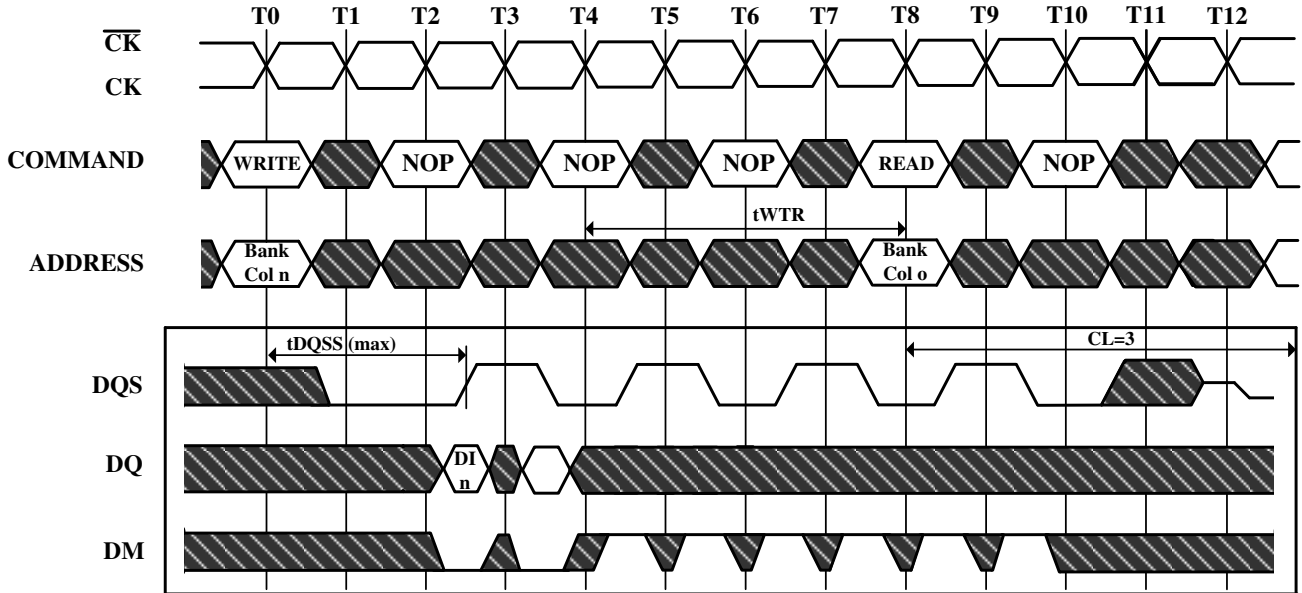 T0 T1 T2 T3 T4 T5 T6 T7 T8 T9 T10 T11 T12
CK
CK
COMMAND WRITE NOP NOP NOP READ NOP
tWTR
ADDRESS Bank Col n Bank Col o
tDQSS (max) CL=3
DQS
DQ DI n
DM